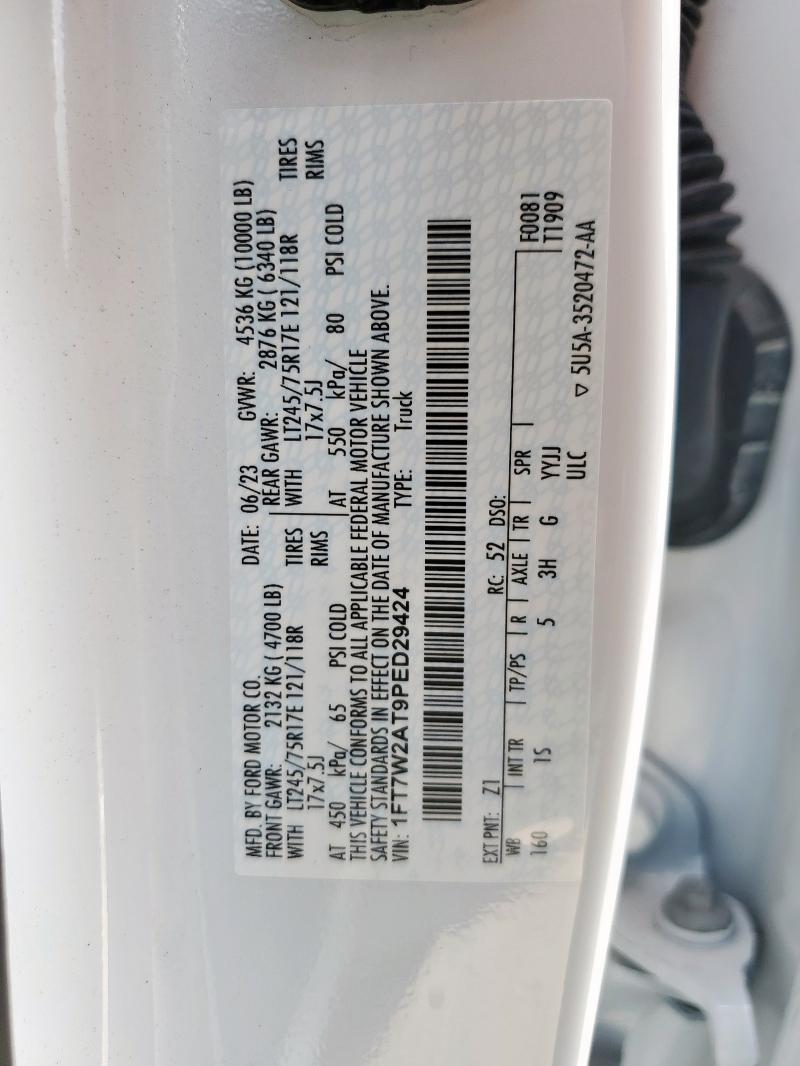 MFD. BY FORD MOTOR CO. DATE: 06/23 GVWR: 4536 KG (10000 LB)
FRONT GAWR: 2132 KG ( 4700 LB) REAR GAWR: 2876 KG ( 6340 LB)
WITH LT245/75R17E 121/118R TIRES WITH LT245/75R17E 121/118R TIRES
17x7.5J RIMS 17x7.5J RIMS
AT 450 kPa/ 65 PSI COLD AT 550 kPa/ 80 PSI COLD
THIS VEHICLE CONFORMS TO ALL APPLICABLE FEDERAL MOTOR VEHICLE
SAFETY STANDARDS IN EFFECT ON THE DATE OF MANUFACTURE SHOWN ABOVE.
VIN: 1FT7W2AT9PED29424 TYPE: Truck
EXT PNT: Z1 RC: 52 DSO: F0081
WB INT TR TP/PS R AXLE TR SPR T1909
160 1S 5 3H G YYJJ
ULC ▽ 5U5A-3520472-AA